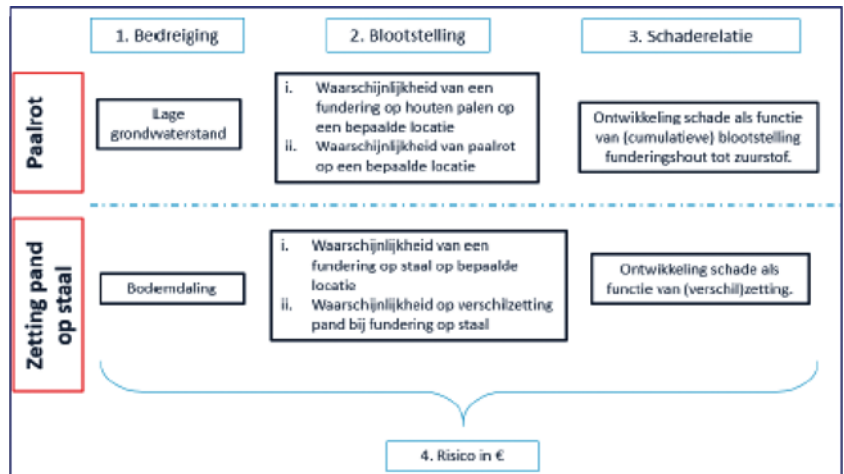 1. Bedreiging
2. Blootstelling
3. Schaderelatie
Paalrot
Lage
grondwaterstand
i. Waarschijnlijkheid van een
fundering op houten palen op
een bepaalde locatie
ii. Waarschijnlijkheid van paalrot
op een bepaalde locatie
Ontwikkeling schade als functie
van (cumulatieve) blootstelling
funderingshout tot zuurstof.
Zetting pand
op staal
Bodemdaling
i. Waarschijnlijkheid van een
fundering op staal op bepaalde
locatie
ii. Waarschijnlijkheid op verschilzetting
pand bij fundering op staal
Ontwikkeling schade als
functie van (verschil)zetting.
4. Risico in €